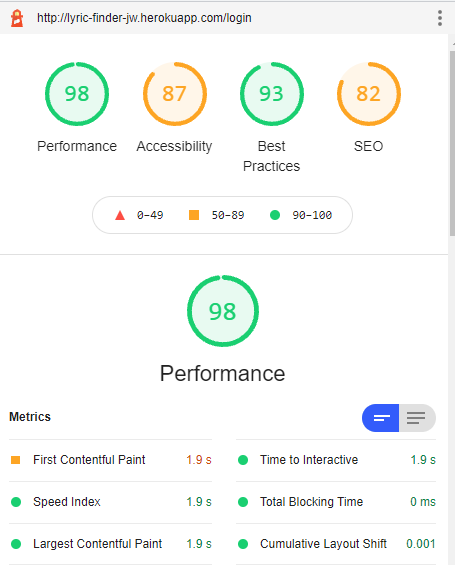 http://lyric-finder-jw.herokuapp.com/login
98 87 93 82
Performance Accessibility Best Practices SEO
0–49 50–89 90–100
98
Performance
Metrics
First Contentful Paint 1.9 s
Time to Interactive 1.9 s
Speed Index 1.9 s
Total Blocking Time 0 ms
Largest Contentful Paint 1.9 s
Cumulative Layout Shift 0.001